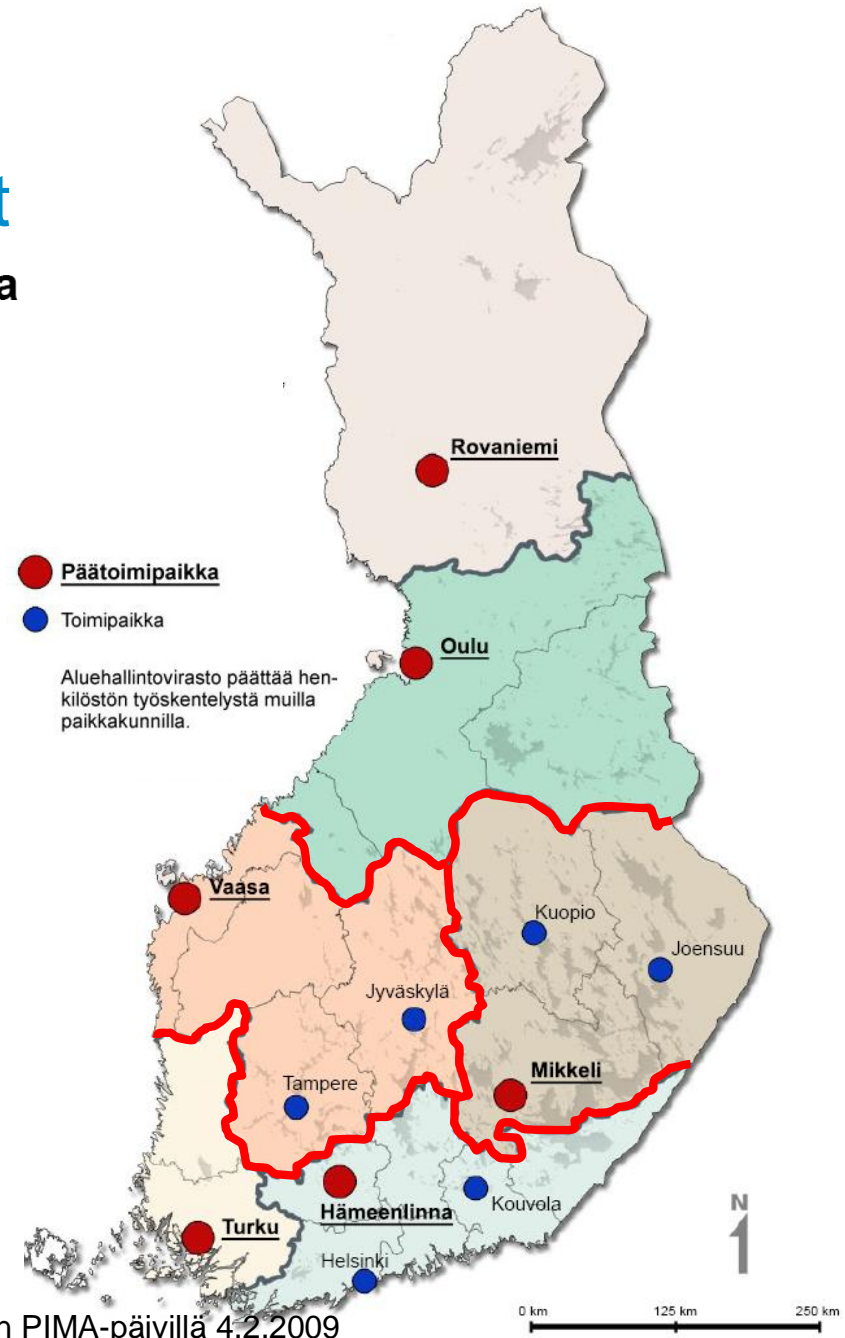 t
a
Rovaniemi
Päätoimipaikka
Toimipaikka
Aluehallintovirasto päättää hen-
kilöstön työskentelystä muilla
paikkakunnilla.
Oulu
Vaasa
Kuopio
Joensuu
Jyväskylä
Mikkeli
Tampere
Hämeenlinna
Kouvola
Turku
Helsinki
N
0 km 125 km 250 km
n PIMA-päivillä 4.2.2009